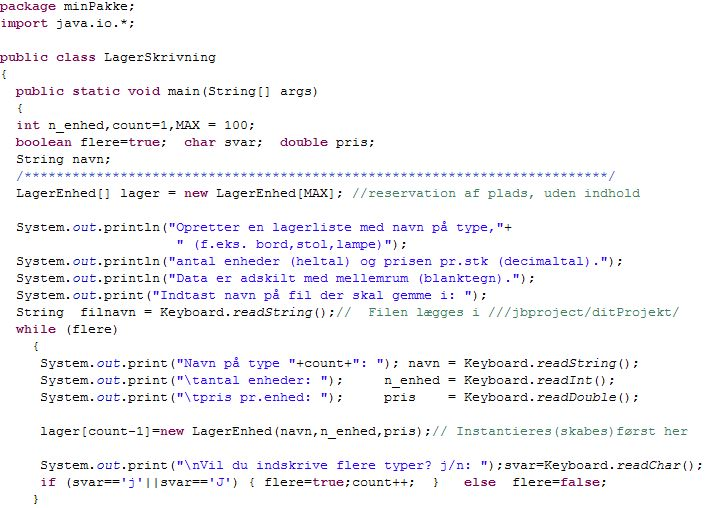 package minPakke;
import java.io.*;

public class LagerSkrivning
{
  public static void main(String[] args)
  {
  int n_enhed,count=1,MAX = 100;
  boolean flere=true;  char svar;  double pris;
  String navn;
  /*************************************************************************/
  LagerEnhed[] lager = new LagerEnhed[MAX]; //reservation af plads, uden indhold

  System.out.println("Opretter en lagerliste med navn på type,"+
                      " (f.eks. bord,stol,lampe)");
  System.out.println("antal enheder (heltal) og prisen pr.stk (decimaltal).");
  System.out.println("Data er adskilt med mellemrum (blanktegn).");
  System.out.print("Indtast navn på fil der skal gemme i: ");
  String  filnavn = Keyboard.readString();//  Filen lægges i ///jbproject/ditProjekt/
  while (flere)
    {
     System.out.print("Navn på type "+count+": "); navn = Keyboard.readString();
     System.out.print("\tantal enheder: ");     n_enhed = Keyboard.readInt();
     System.out.print("\tpris pr.enhed: ");     pris    = Keyboard.readDouble();

     lager[count-1]=new LagerEnhed(navn,n_enhed,pris);// Instantieres(skabes)først her

     System.out.print("\nVil du indskrive flere typer? j/n: ");svar=Keyboard.readChar();
     if (svar=='j'||svar=='J') { flere=true;count++;  }   else  flere=false;
    }